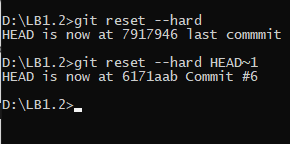 D:\LB1.2>git reset --hard
HEAD is now at 7917946 last commmit
D:\LB1.2>git reset --hard HEAD~1
HEAD is now at 6171aab Commit #6
D:\LB1.2>